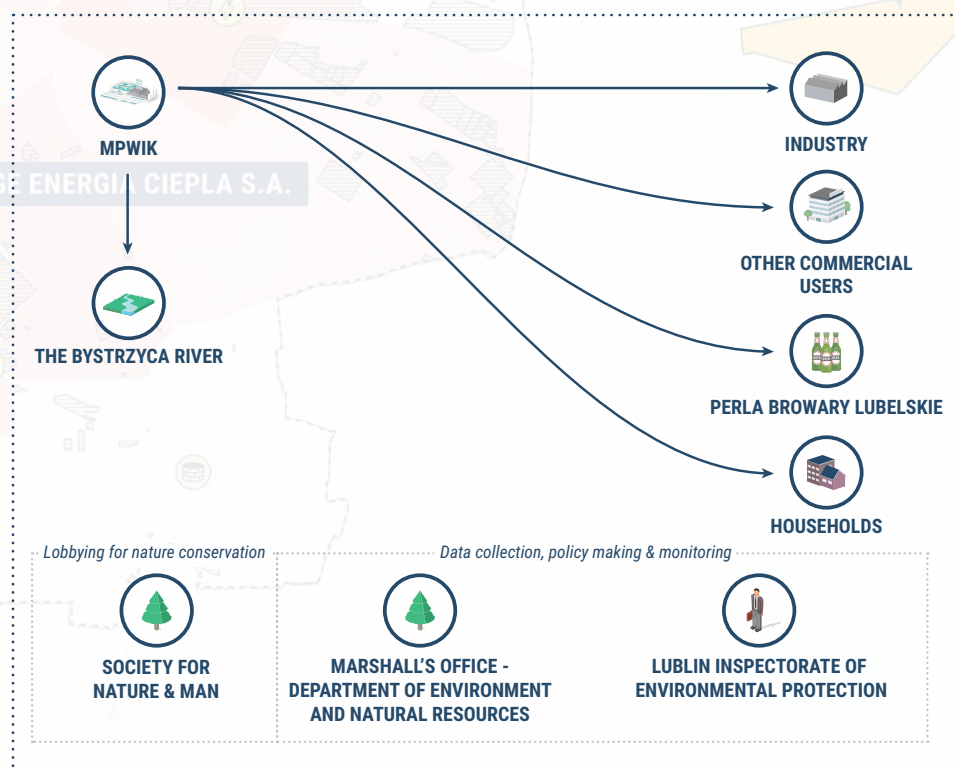 MPWIK
INDUSTRY
ENERGIA CIEPLA S.A.
OTHER COMMERCIAL
USERS
THE BYSTRZYCA RIVER
PERLA BROWARY LUBELSKIE
HOUSEHOLDS
Lobbying for nature conservation
Data collection, policy making & monitoring
SOCIETY FOR
NATURE & MAN
MARSHALL'S OFFICE -
DEPARTMENT OF ENVIRONMENT
AND NATURAL RESOURCES
LUBLIN INSPECTORATE OF
ENVIRONMENTAL PROTECTION